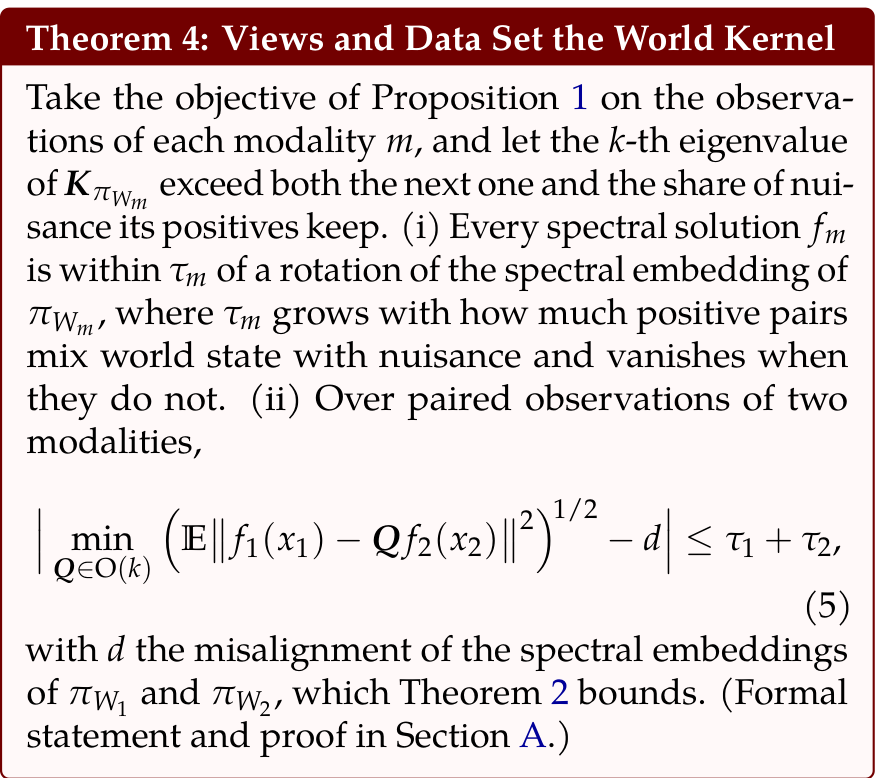 Theorem 4: Views and Data Set the World Kernel
Take the objective of Proposition 1 on the observa-
tions of each modality m, and let the k-th eigenvalue
of K_{π_{W_m}} exceed both the next one and the share of nui-
sance its positives keep. (i) Every spectral solution f_m
is within τ_m of a rotation of the spectral embedding of
π_{W_m}, where τ_m grows with how much positive pairs
mix world state with nuisance and vanishes when
they do not. (ii) Over paired observations of two
modalities,
| min_{Q∈O(k)} (𝔼‖f_1(x_1) − Q f_2(x_2)‖^2)^{1/2} − d | ≤ τ_1 + τ_2,
(5)
with d the misalignment of the spectral embeddings
of π_{W_1} and π_{W_2}, which Theorem 2 bounds. (Formal
statement and proof in Section A.)